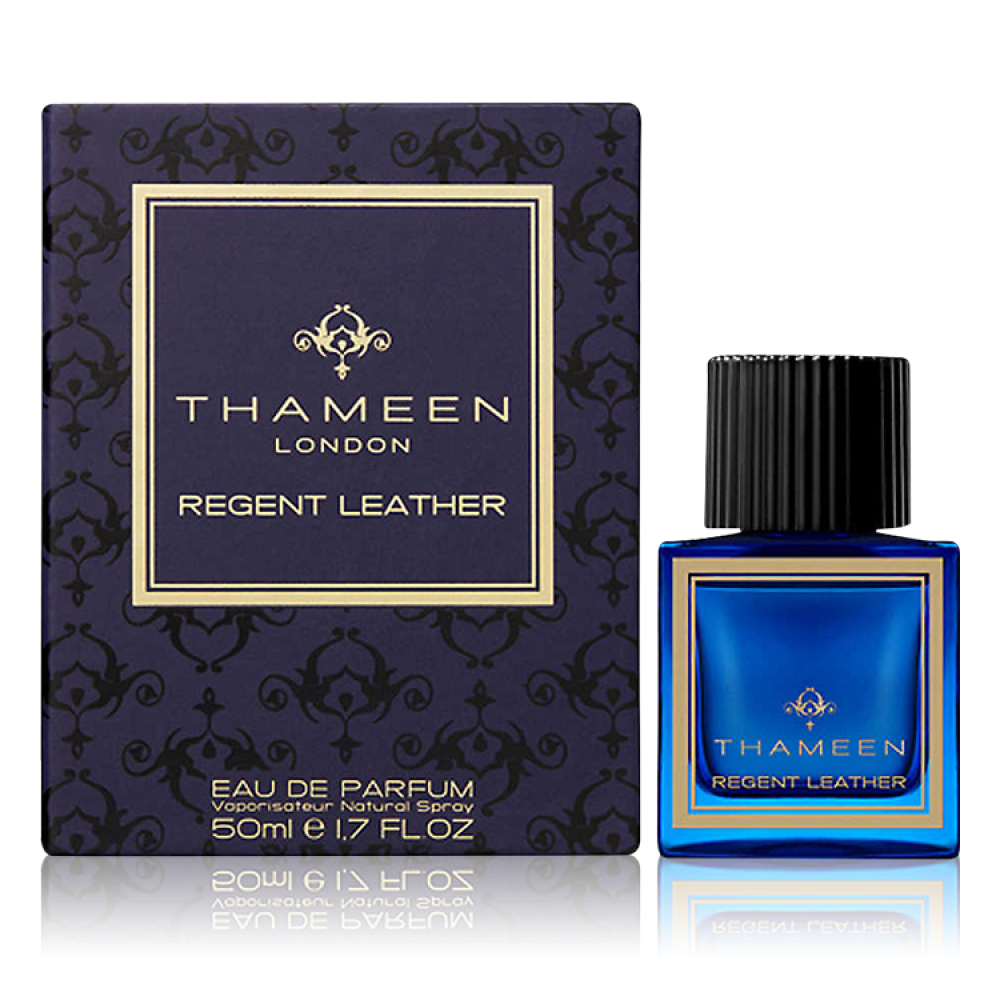 THAMEEN
LONDON
REGENT LEATHER
EAU DE PARFUM
Vaporisateur Natural Spray
50ml e 1,7 FL.OZ
THAMEEN
REGENT LEATHER